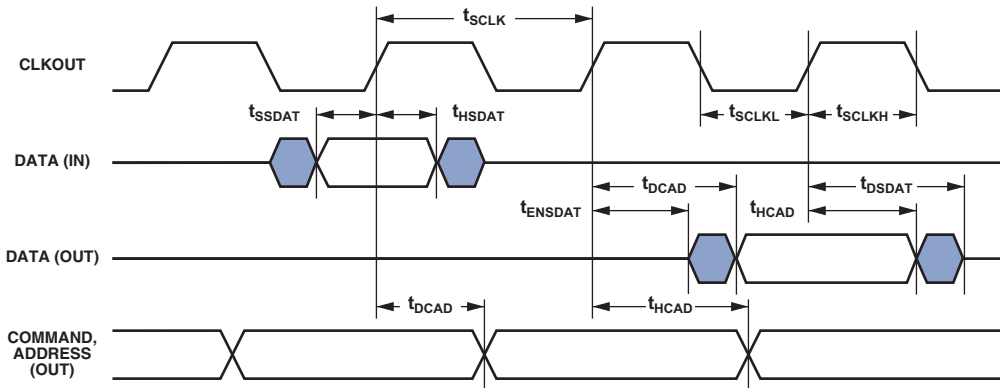 tSCLK
CLKOUT
tSSDAT
tHSDAT
tSCLKL
tSCLKH
DATA (IN)
tDCAD
tDSDAT
tENSDAT
tHCAD
DATA (OUT)
tDCAD
tHCAD
COMMAND,
ADDRESS
(OUT)